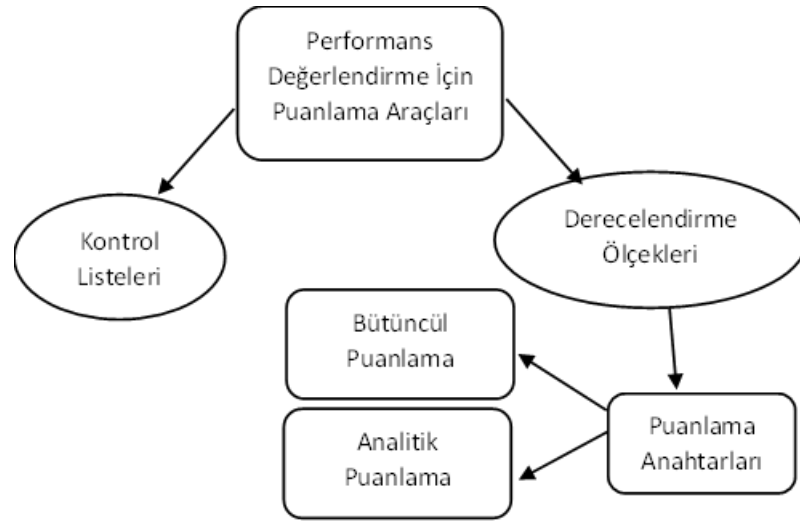 Performans
Değerlendirme İçin
Puanlama Araçları
Kontrol
Listeleri
Derecelendirme
Ölçekleri
Bütüncül
Puanlama
Analitik
Puanlama
Puanlama
Anahtarları